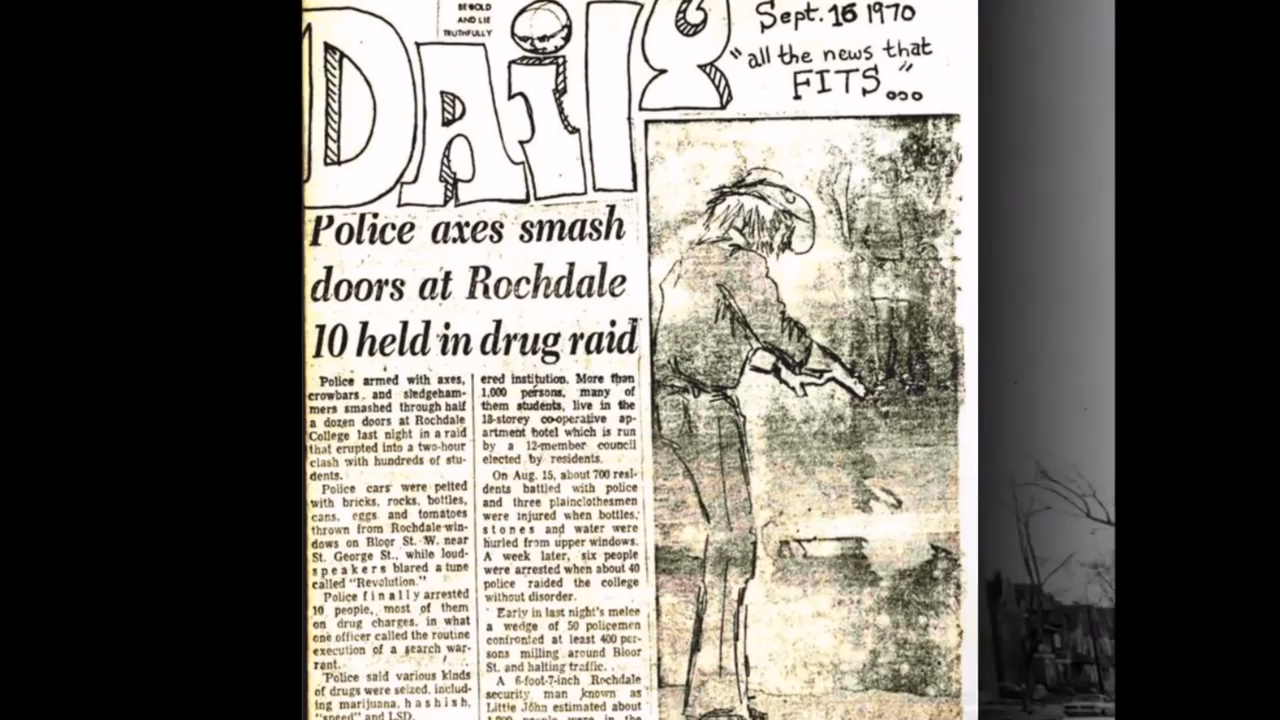 BE BOLD
AND LIE
TRUTHFULLY
DAily
Sept. 16 1970
"all the news that
FITS"...
Police axes smash
doors at Rochdale
10 held in drug raid
Police armed with axes,
crowbars and sledgeham-
mers smashed through half
a dozen doors at Rochdale
College last night in a raid
that erupted into a two-hour
clash with hundreds of stu-
dents.
Police cars were pelted
with bricks, rocks, bottles,
cans, eggs and tomatoes
thrown from Rochdale win-
dows on Bloor St. W. near
St. George St., while loud-
speakers blared a tune
called "Revolution."
Police finally arrested
10 people, most of them
on drug charges, in what
one officer called the routine
execution of a search war-
rant.
Police said various kinds
of drugs were seized, includ-
ing marijuana, hashish,
"speed" and LSD.
ered institution. More than
1,000 persons, many of
them students, live in the
18-storey co-operative ap-
artment hotel which is run
by a 12-member council
elected by residents.
On Aug. 15, about 700 resi-
dents battled with police
and three plainclothesmen
were injured when bottles,
stones and water were
hurled from upper windows.
A week later, six people
were arrested when about 40
police raided the college
without disorder.
Early in last night's melee
a wedge of 50 policemen
confronted at least 400 per-
sons milling around Bloor
St. and halting traffic.
A 6-foot-7-inch Rochdale
security man known as
Little John estimated about
people were in the